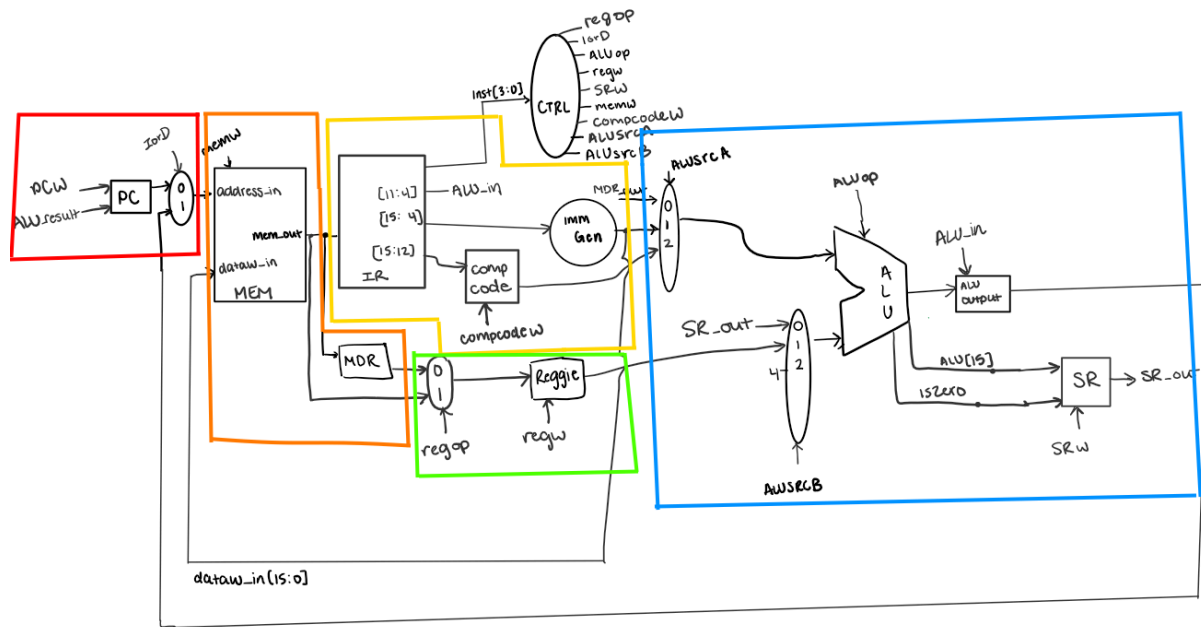 regop
IorD
ALUop
regw
SRW
memw
compcodeW
ALUsrcA
ALUsrcB
CTRL
inst[3:0]
IorD
PCW
PC
0
1
ALU_result
memw
address_in
mem_out
dataw_in
MEM
[11:4]
ALU_in
[15:4]
[15:12]
IR
comp
code
compcodeW
imm
Gen
MDR_out
ALUsrcA
0
1
2
MDR
0
1
regop
Reggie
regw
SR_out
0
1
2
4
ALUSRCB
ALUop
ALU
ALU_in
ALU
output
ALU[15]
isZero
SR
SR_out
SRW
dataw_in[15:0]